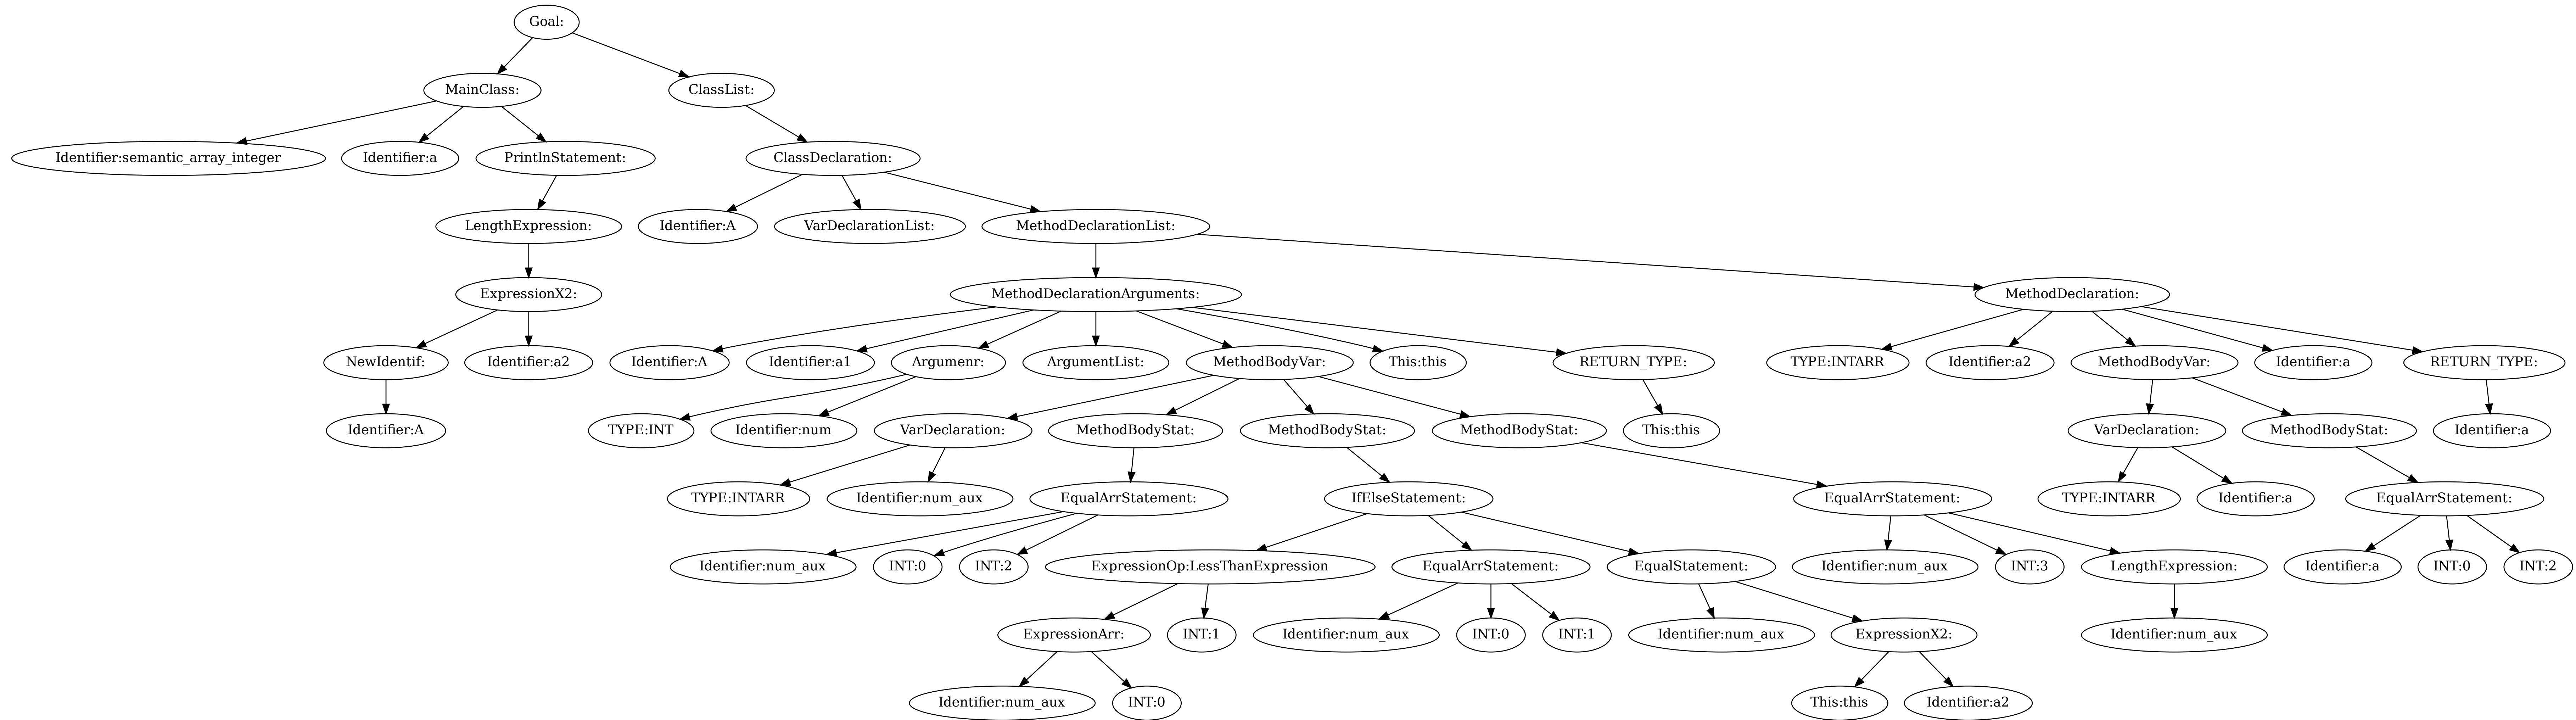 Goal:
MainClass:
ClassList:
Identifier:semantic_array_integer
Identifier:a
PrintlnStatement:
ClassDeclaration:
LengthExpression:
Identifier:A
VarDeclarationList:
MethodDeclarationList:
ExpressionX2:
MethodDeclarationArguments:
MethodDeclaration:
NewIdentif:
Identifier:a2
Identifier:A
Identifier:a1
Argumenr:
ArgumentList:
MethodBodyVar:
This:this
RETURN_TYPE:
TYPE:INTARR
Identifier:a2
MethodBodyVar:
Identifier:a
RETURN_TYPE:
Identifier:A
TYPE:INT
Identifier:num
VarDeclaration:
MethodBodyStat:
MethodBodyStat:
MethodBodyStat:
This:this
VarDeclaration:
MethodBodyStat:
Identifier:a
TYPE:INTARR
Identifier:num_aux
EqualArrStatement:
IfElseStatement:
EqualArrStatement:
TYPE:INTARR
Identifier:a
EqualArrStatement:
Identifier:num_aux
INT:0
INT:2
ExpressionOp:LessThanExpression
EqualArrStatement:
EqualStatement:
Identifier:num_aux
INT:3
LengthExpression:
Identifier:a
INT:0
INT:2
ExpressionArr:
INT:1
Identifier:num_aux
INT:0
INT:1
Identifier:num_aux
ExpressionX2:
Identifier:num_aux
Identifier:num_aux
INT:0
This:this
Identifier:a2